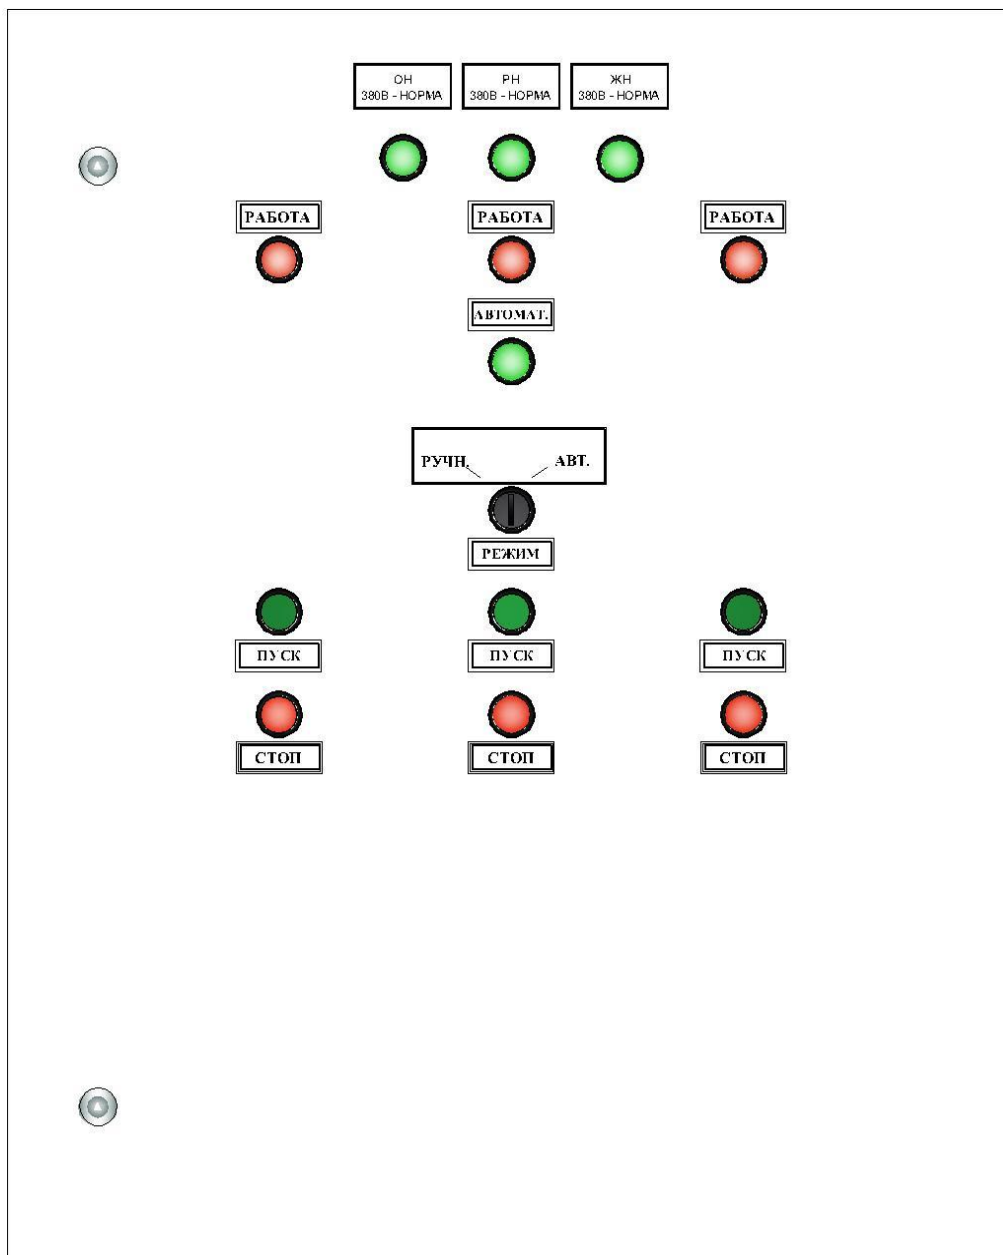 ОН
380В - НОРМА
РН
380В - НОРМА
ЖН
380В - НОРМА
РАБОТА
РАБОТА
РАБОТА
АВТОМАТ.
РУЧН.
АВТ.
РЕЖИМ
ПУСК
ПУСК
ПУСК
СТОП
СТОП
СТОП